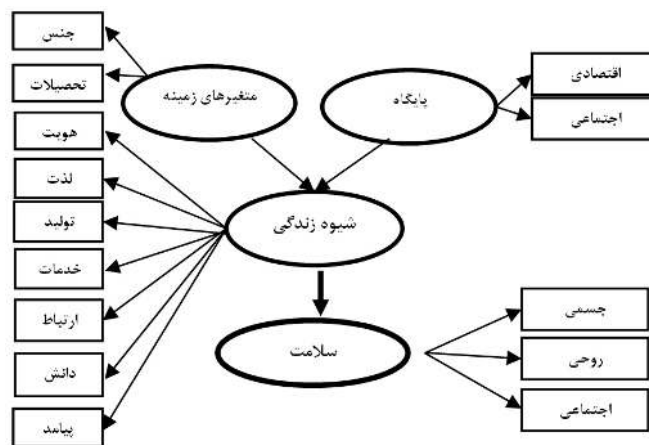 جنس
تحصیلات
متغیرهای زمینه
پایگاه
اقتصادی
اجتماعی
هویت
لذت
تولید
خدمات
ارتباط
دانش
پیامد
شیوه زندگی
سلامت
جسمی
روحی
اجتماعی